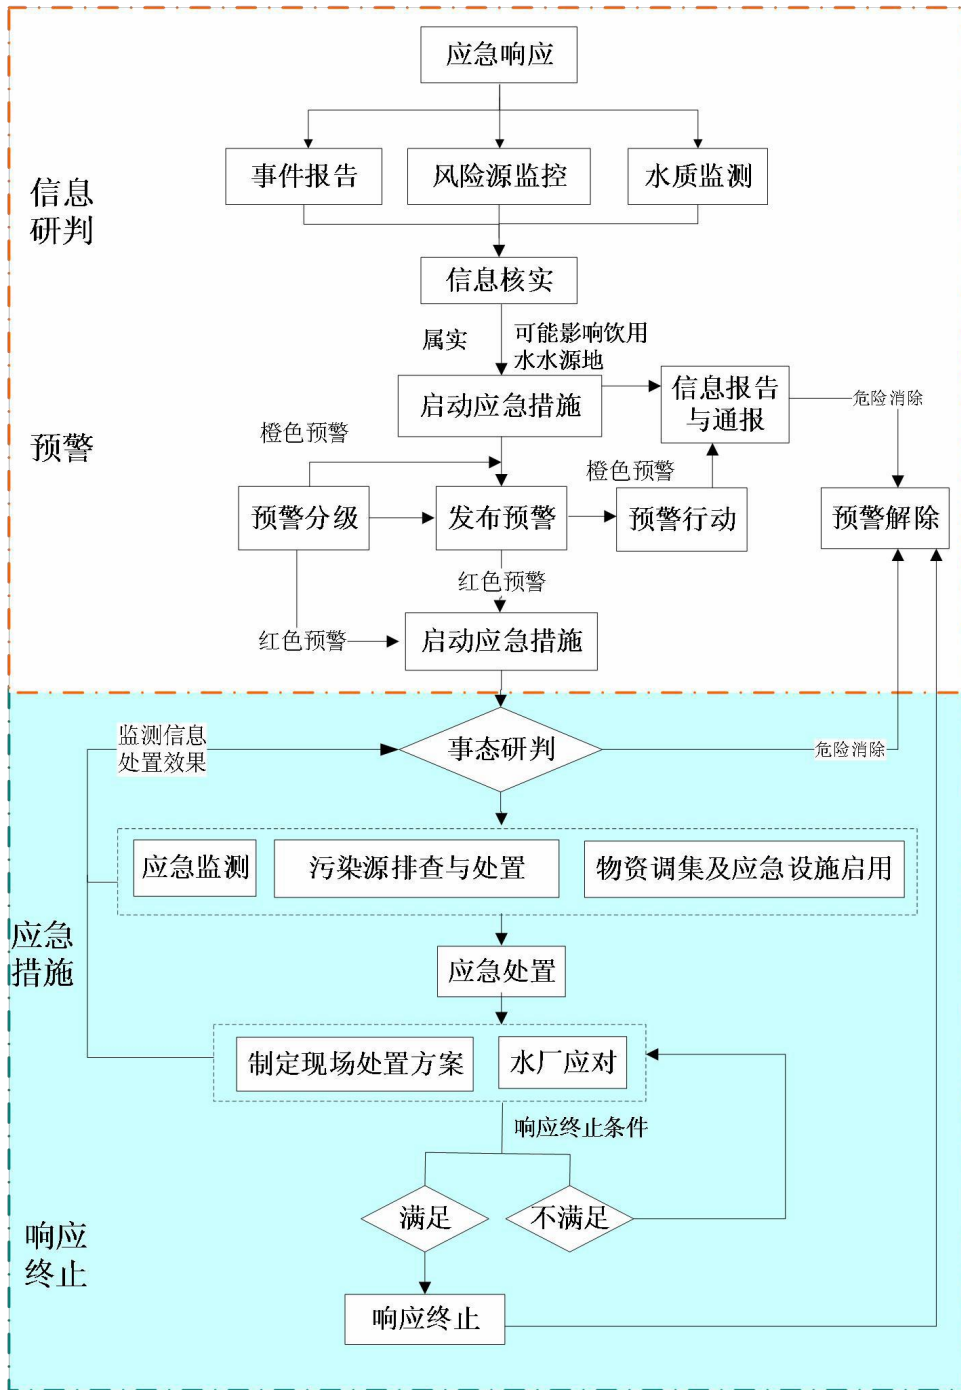 应急响应
事件报告
风险源监控
水质监测
信息
研判
信息核实
属实
可能影响饮用
水水源地
启动应急措施
信息报告
与通报
危险消除
预警
橙色预警
橙色预警
预警分级
发布预警
预警行动
预警解除
红色预警
红色预警
启动应急措施
监测信息
处置效果
事态研判
危险消除
应急监测
污染源排查与处置
物资调集及应急设施启用
应急
措施
应急处置
制定现场处置方案
水厂应对
响应终止条件
满足
不满足
响应
终止
响应终止